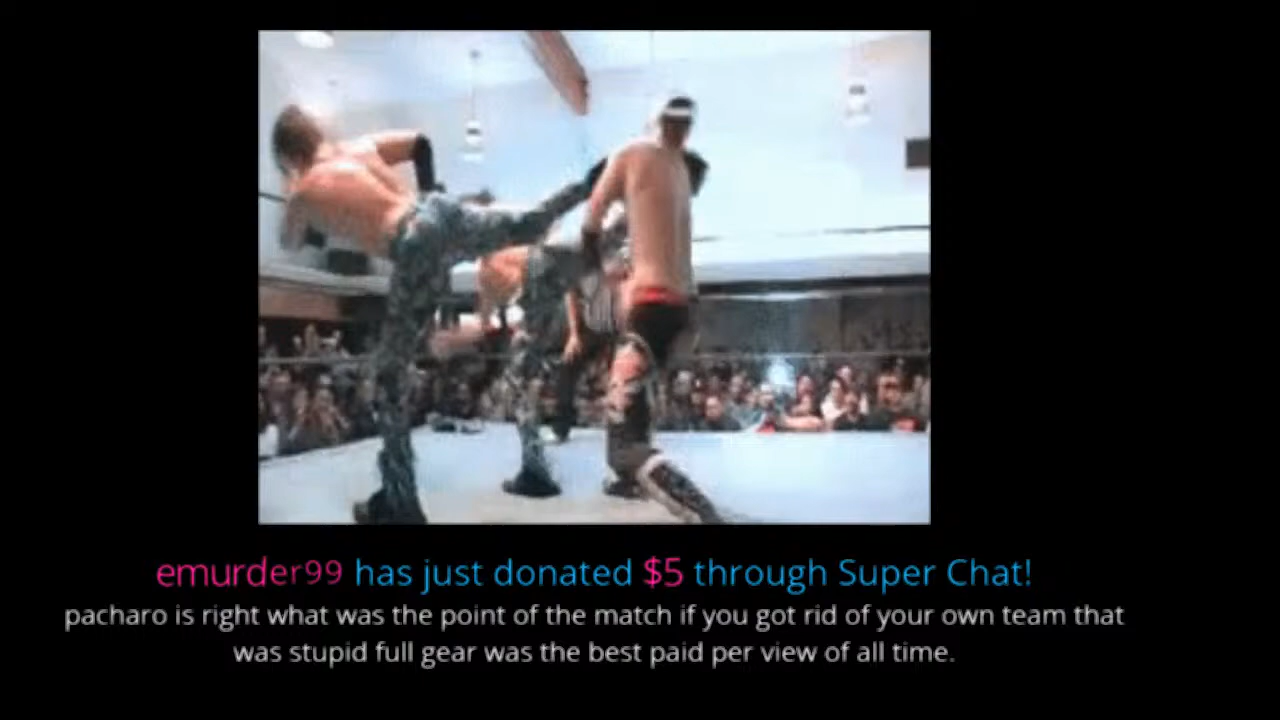 emurder99 has just donated $5 through Super Chat!
pacharo is right what was the point of the match if you got rid of your own team that
was stupid full gear was the best paid per view of all time.